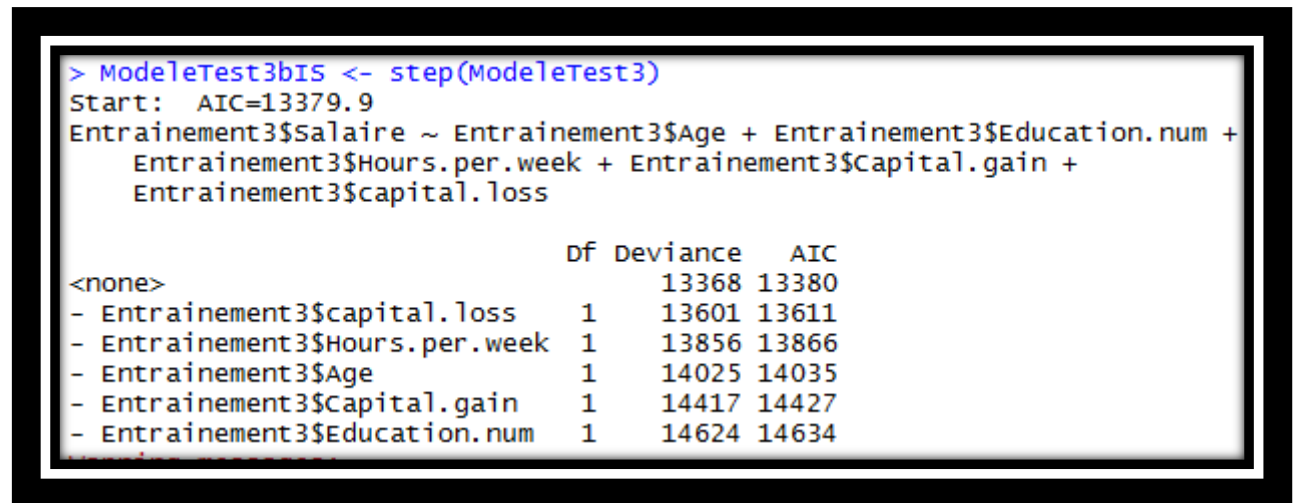 > ModeleTest3bIS <- step(ModeleTest3)
Start:  AIC=13379.9
Entrainement3$Salaire ~ Entrainement3$Age + Entrainement3$Education.num +
    Entrainement3$Hours.per.week + Entrainement3$Capital.gain +
    Entrainement3$capital.loss

                               Df Deviance   AIC
<none>                               13368 13380
- Entrainement3$capital.loss    1    13601 13611
- Entrainement3$Hours.per.week  1    13856 13866
- Entrainement3$Age             1    14025 14035
- Entrainement3$Capital.gain    1    14417 14427
- Entrainement3$Education.num   1    14624 14634